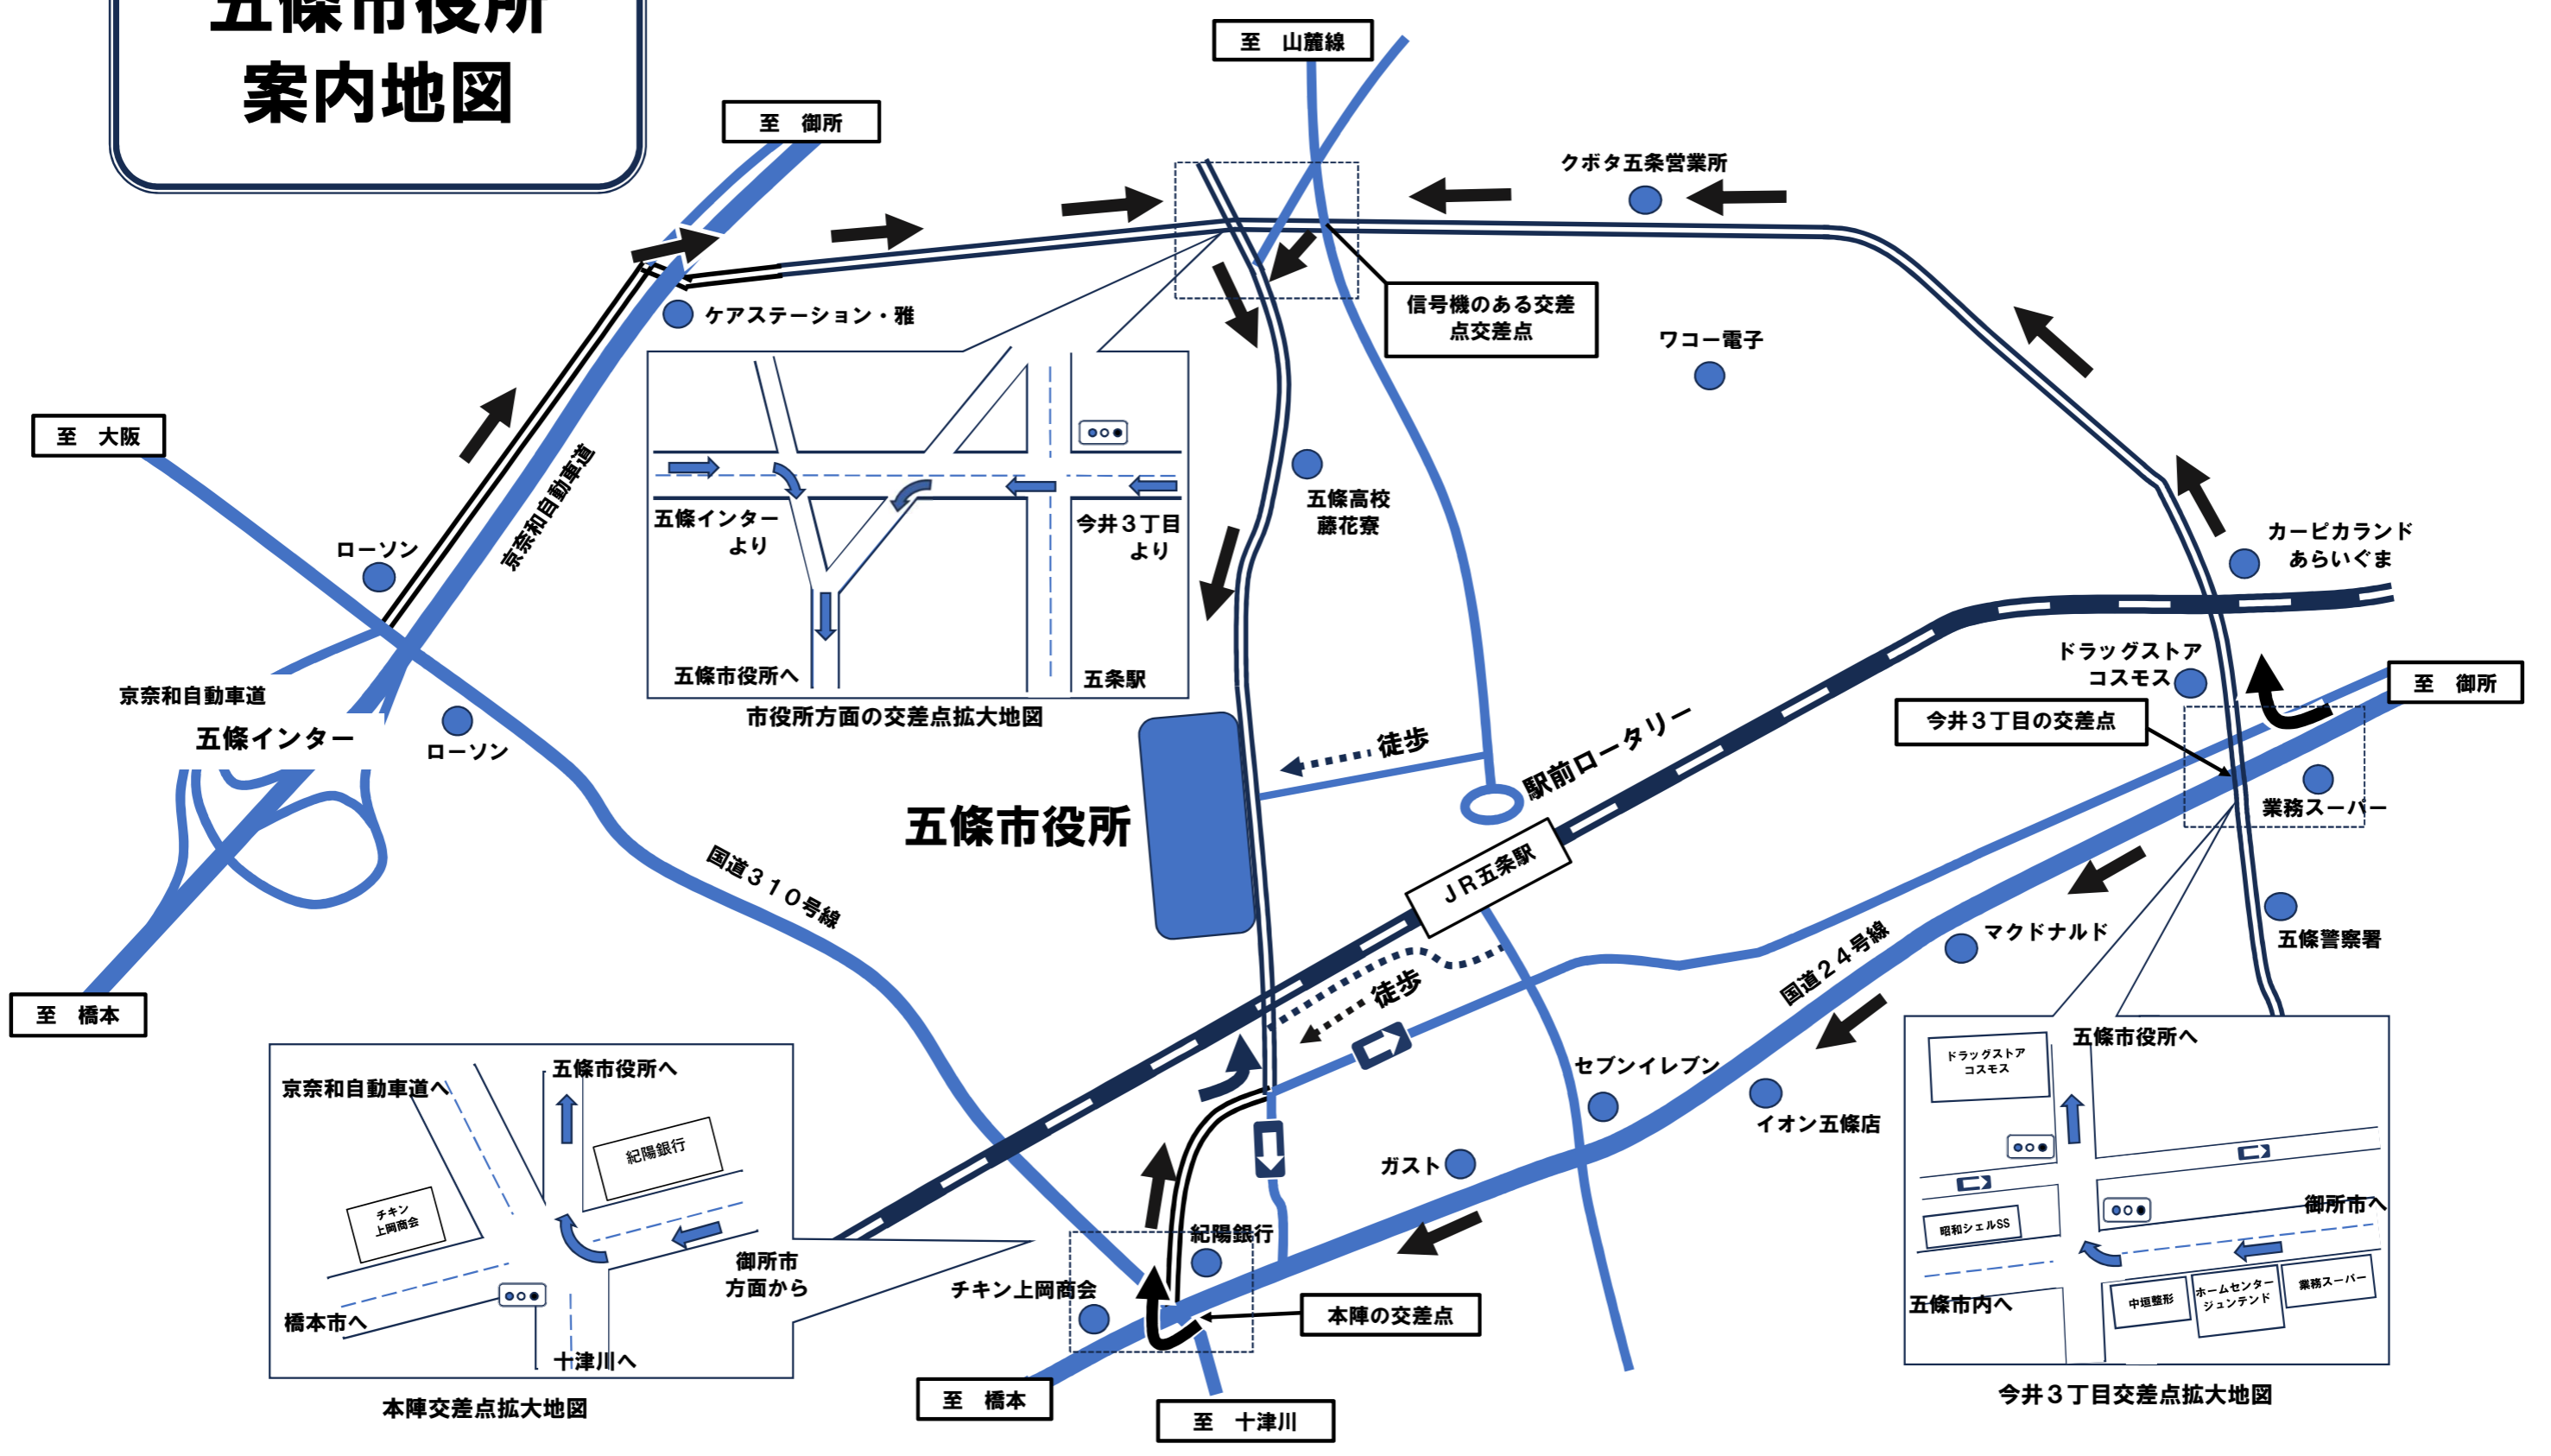 五條市役所
案内地図
至　山麓線
至　御所
クボタ五条営業所
信号機のある交差
点交差点
ケアステーション・雅
ワコー電子
至　大阪
京奈和自動車道
ローソン
五條インター
より
今井３丁目
より
五條市役所へ
五条駅
市役所方面の交差点拡大地図
五條高校
藤花寮
カーピカランド
あらいぐま
ドラッグストア
コスモス
至　御所
今井３丁目の交差点
業務スーパー
京奈和自動車道
五條インター
ローソン
徒歩
駅前ロータリー
五條市役所
国道３１０号線
ＪＲ五条駅
徒歩
国道２４号線
マクドナルド
五條警察署
至　橋本
セブンイレブン
イオン五條店
ガスト
紀陽銀行
チキン上岡商会
本陣の交差点
至　橋本
至　十津川
京奈和自動車道へ
五條市役所へ
紀陽銀行
チキン
上岡商会
御所市
方面から
橋本市へ
十津川へ
本陣交差点拡大地図
五條市役所へ
ドラッグストア
コスモス
昭和シェルSS
御所市へ
五條市内へ
中垣整形
ホームセンター
ジュンテンド
業務スーパー
今井３丁目交差点拡大地図